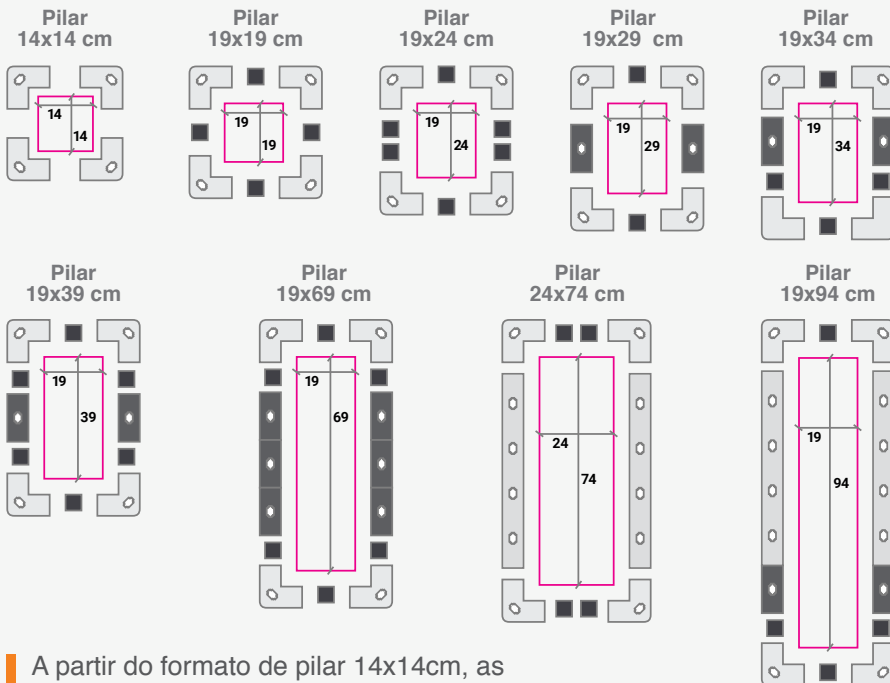 Pilar
14x14 cm
Pilar
19x19 cm
Pilar
19x24 cm
Pilar
19x29 cm
Pilar
19x34 cm
14
14
19
19
19
24
19
29
19
34
Pilar
19x39 cm
Pilar
19x69 cm
Pilar
24x74 cm
Pilar
19x94 cm
19
39
19
69
24
74
19
94
A partir do formato de pilar 14x14cm, as